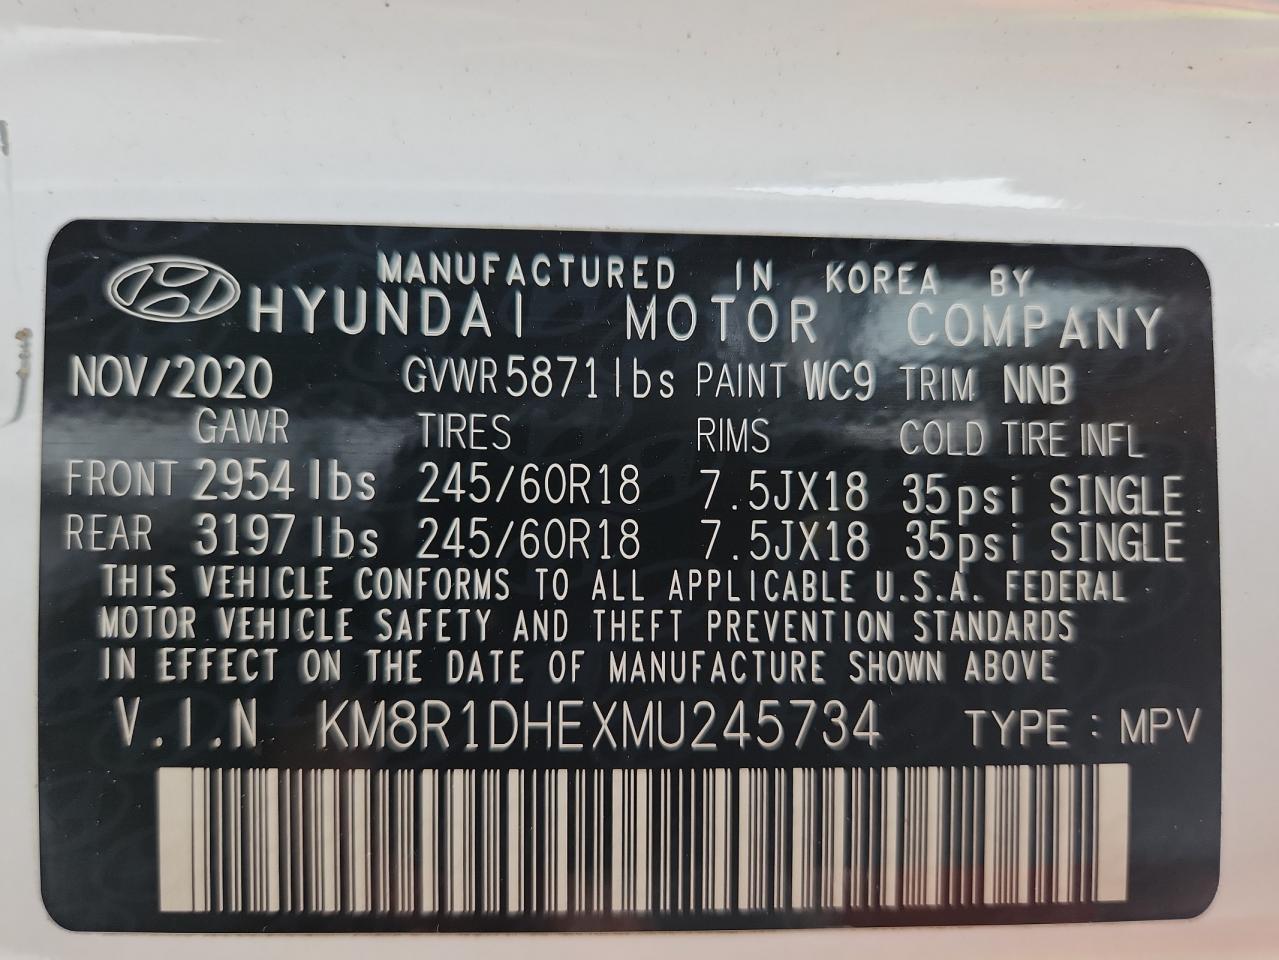 MANUFACTURED IN KOREA BY
HYUNDAI MOTOR COMPANY
NOV/2020 GVWR 5871 lbs PAINT WC9 TRIM NNB
GAWR TIRES RIMS COLD TIRE INFL
FRONT 2954 lbs 245/60R18 7.5JX18 35psi SINGLE
REAR 3197 lbs 245/60R18 7.5JX18 35psi SINGLE
THIS VEHICLE CONFORMS TO ALL APPLICABLE U.S.A. FEDERAL
MOTOR VEHICLE SAFETY AND THEFT PREVENTION STANDARDS
IN EFFECT ON THE DATE OF MANUFACTURE SHOWN ABOVE
V.I.N KM8R1DHEXMU245734 TYPE : MPV